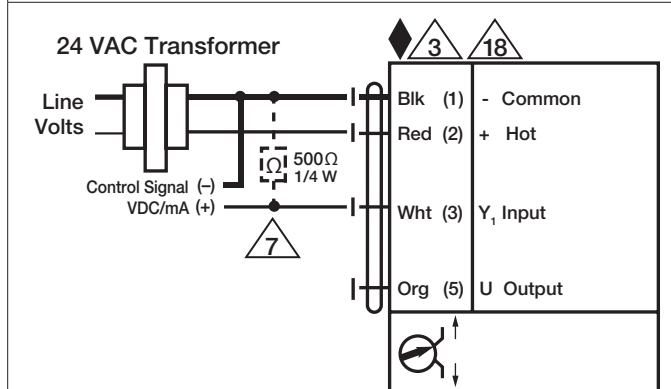 24 VAC Transformer
3
18
Line
Volts
Blk (1) - Common
Red (2) + Hot
Ω 500Ω
1/4 W
Control Signal (–)
VDC/mA (+)
7
Wht (3) Y₁ Input
Org (5) U Output